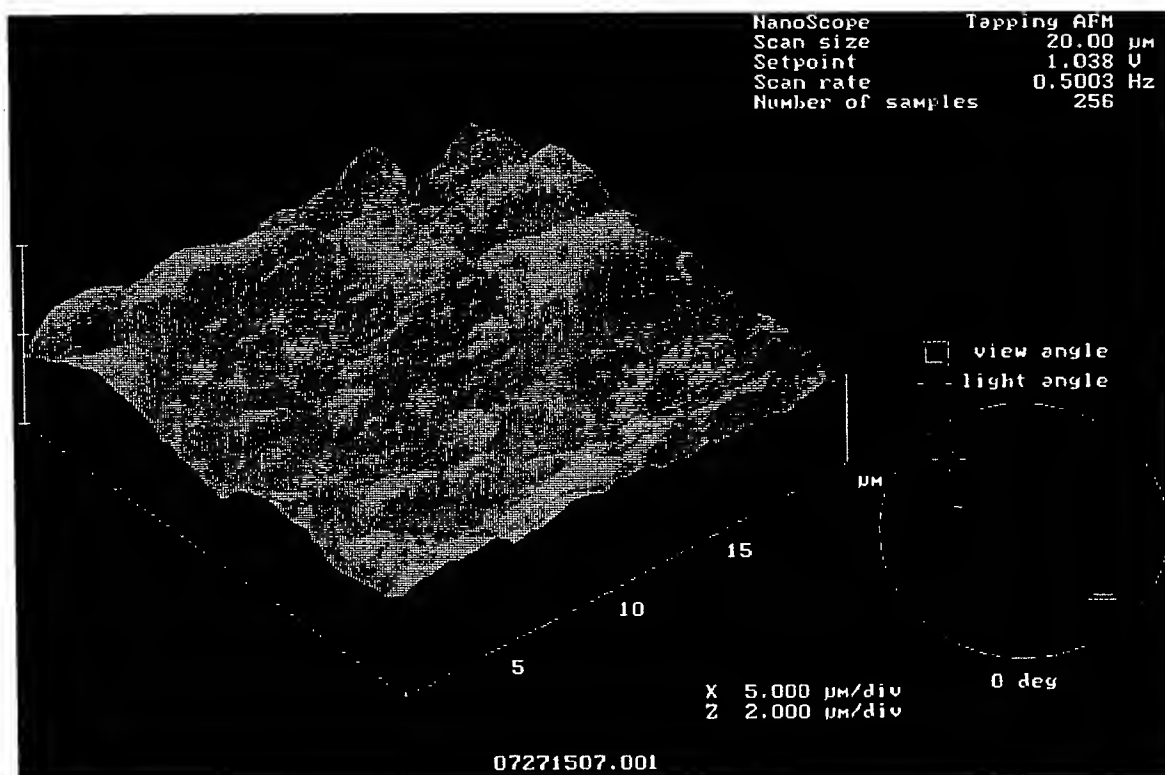 NanoScope Tapping AFM
Scan size 20.00 µm
Setpoint 1.038 V
Scan rate 0.5003 Hz
Number of samples 256
view angle
light angle
µm
15
10
5
0 deg
X 5.000 µm/div
Z 2.000 µm/div
07271507.001